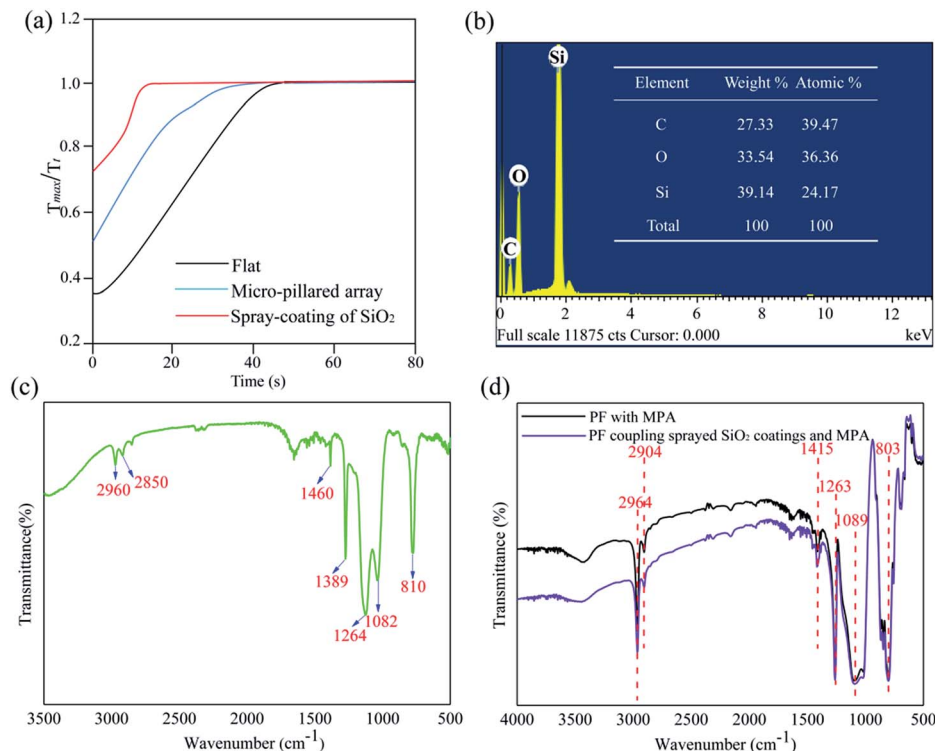 (a)
1.2
1.0
0.8
0.6
0.4
0.2
T_max/T_t
Flat
Micro-pillared array
Spray-coating of SiO₂
0 20 40 60 80
Time (s)
(b)
Si
O
C
Element Weight % Atomic %
C 27.33 39.47
O 33.54 36.36
Si 39.14 24.17
Total 100 100
0 2 4 6 8 10 12
Full scale 11875 cts Cursor: 0.000 keV
(c)
Transmittance(%)
2960
2850
1460
1389
1264
1082
810
3500 3000 2500 2000 1500 1000 500
Wavenumber (cm⁻¹)
(d)
PF with MPA
PF coupling sprayed SiO₂ coatings and MPA
Transmittance (%)
2904
2964
1415
1263
1089
803
4000 3500 3000 2500 2000 1500 1000 500
Wavenumber (cm⁻¹)